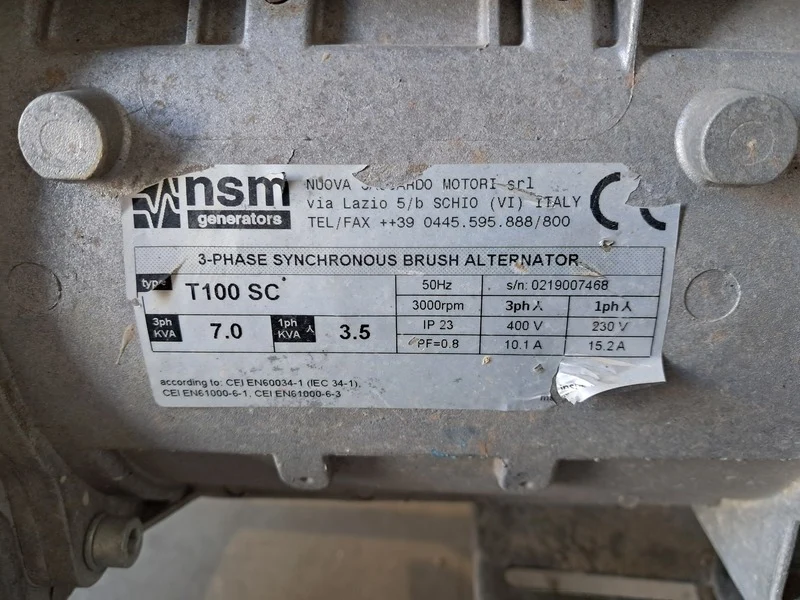 nsm
generators
NUOVA MOTORI srl
via Lazio 5/b SCHIO (VI) ITALY
TEL/FAX ++39 0445.595.888/800
CE
3-PHASE SYNCHRONOUS BRUSH ALTERNATOR
type T100 SC 50Hz s/n: 0219007468
3000rpm 3ph 1ph
3ph KVA 7.0 1ph KVA 3.5 IP 23 400 V 230 V
PF=0.8 10.1 A 15.2 A
according to: CEI EN60034-1 (IEC 34-1),
CEI EN61000-6-1, CEI EN61000-6-3